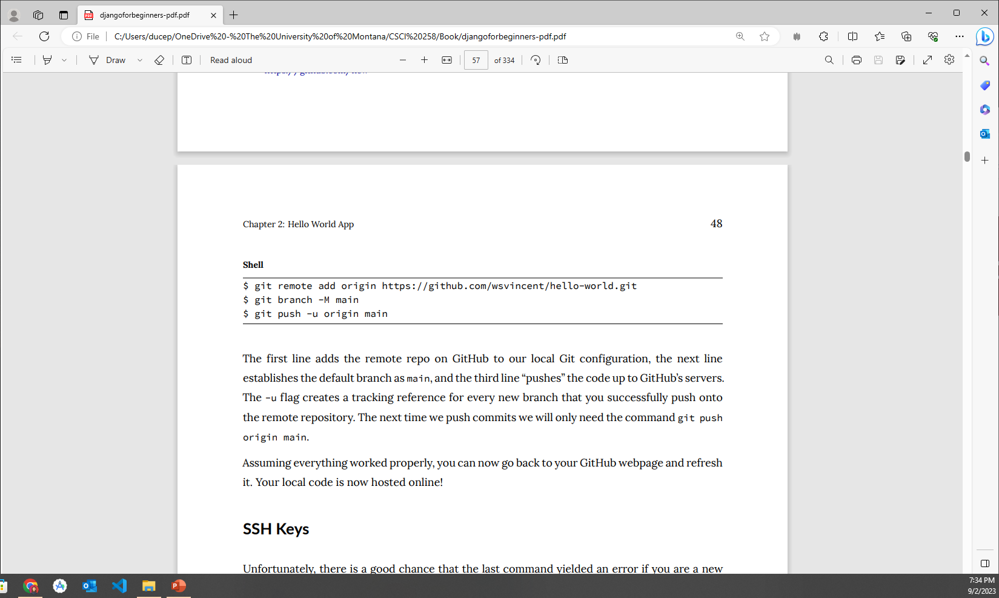 djangoforbeginners-pdf.pdf
File
C:/Users/ducep/OneDrive%20-%20The%20University%20of%20Montana/CSCI%20258/Book/djangoforbeginners-pdf.pdf
Draw
Read aloud
57 of 334
Chapter 2: Hello World App 48
Shell
$ git remote add origin https://github.com/wsvincent/hello-world.git
$ git branch -M main
$ git push -u origin main
The first line adds the remote repo on GitHub to our local Git configuration, the next line
establishes the default branch as main, and the third line “pushes” the code up to GitHub’s servers.
The -u flag creates a tracking reference for every new branch that you successfully push onto
the remote repository. The next time we push commits we will only need the command git push
origin main.
Assuming everything worked properly, you can now go back to your GitHub webpage and refresh
it. Your local code is now hosted online!
SSH Keys
Unfortunately, there is a good chance that the last command yielded an error if you are a new
7:34 PM
9/2/2023